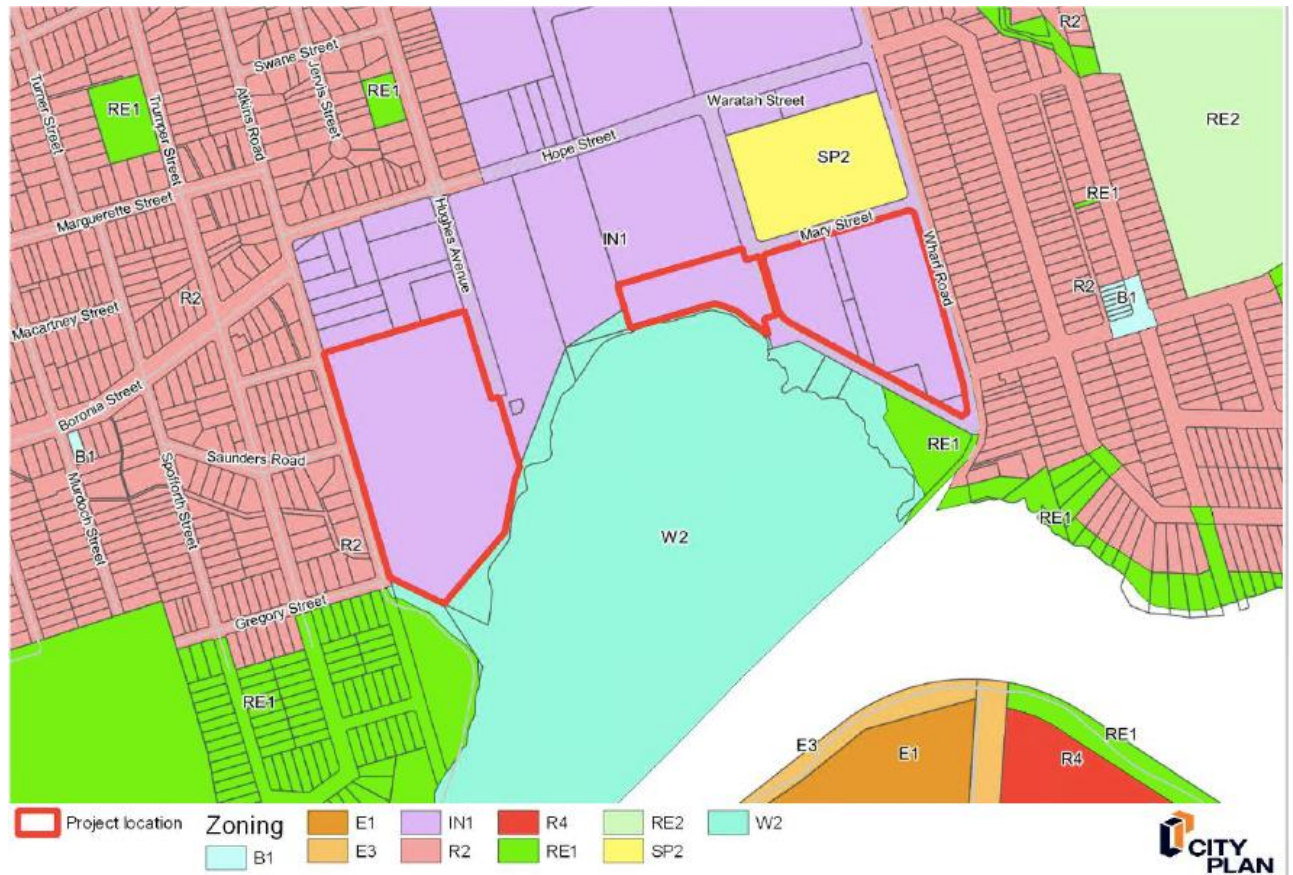 Swane Street
R2
Turner Street
RE1
Trumper Street
Atkins Road
Jervis Street
RE1
Waratah Street
RE2
Hope Street
SP2
Marguerette Street
Hughes Avenue
RE1
Mary Street
IN1
Wharf Road
R2
R2
B1
Macartney Street
Boronia Street
B1
Saunders Road
RE1
Murdoch Street
Spofforth Street
RE1
W2
R2
Gregory Street
RE1
E3
E1
R4
RE1
Project location
Zoning
B1
E1
E3
IN1
R2
R4
RE1
RE2
SP2
W2
CITY
PLAN